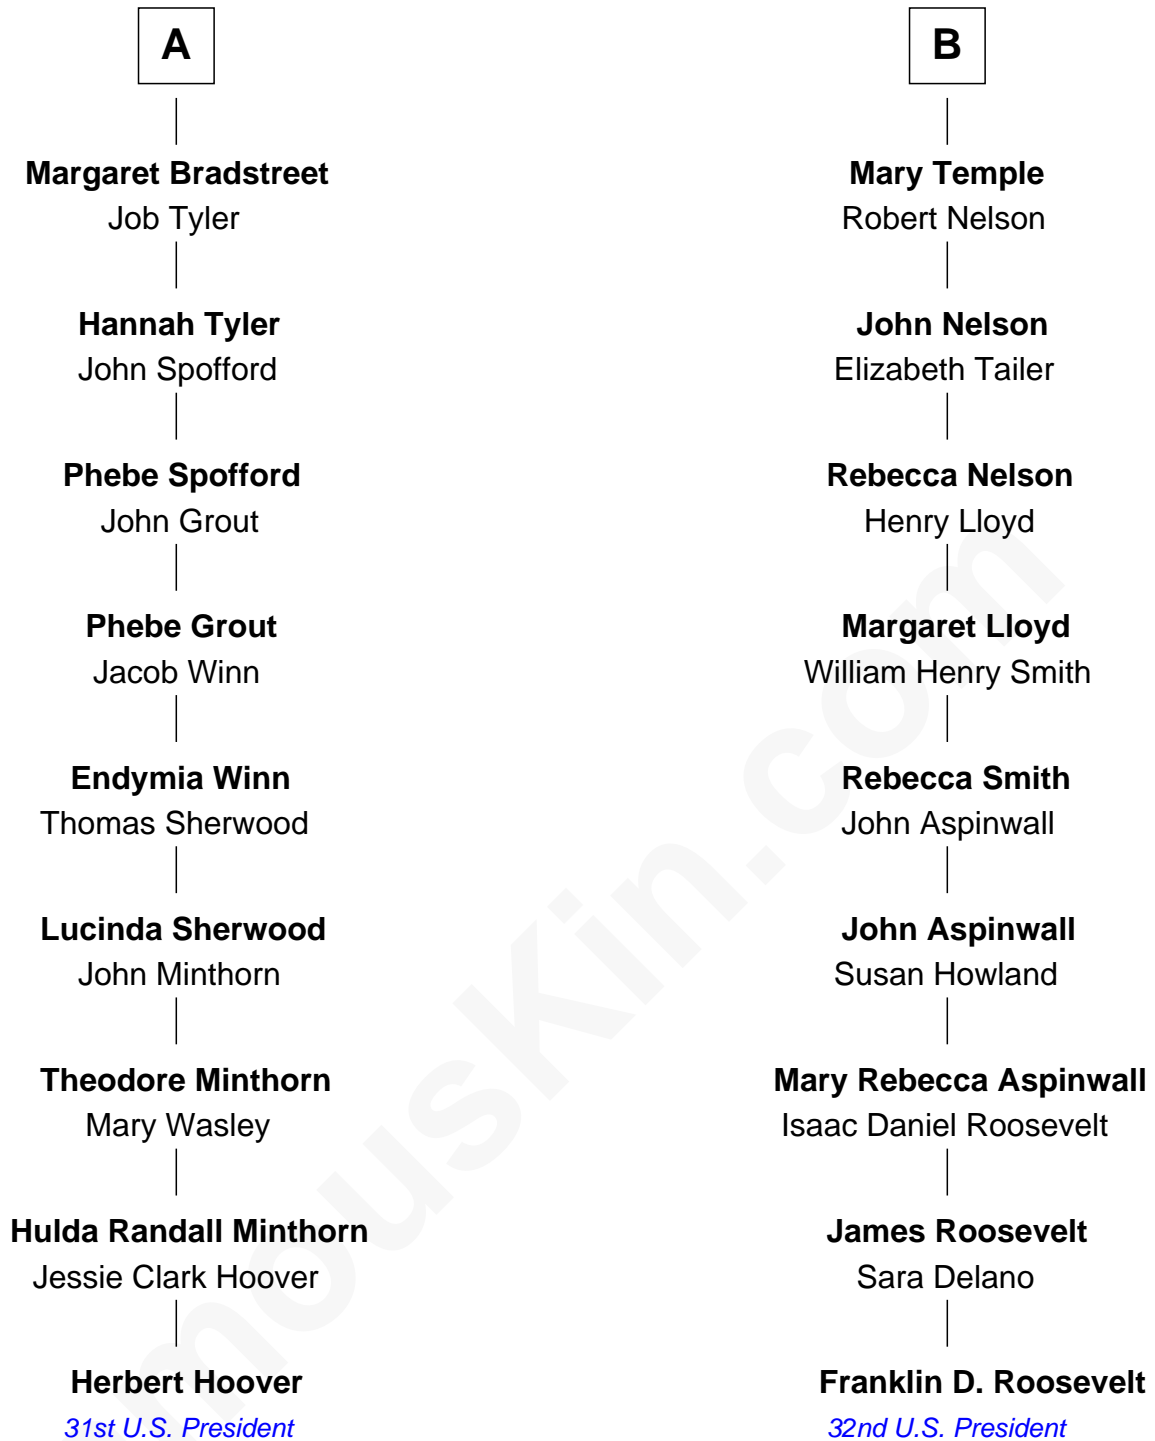 A
Margaret Bradstreet
Job Tyler
Hannah Tyler
John Spofford
Phebe Spofford
John Grout
Phebe Grout
Jacob Winn
Endymia Winn
Thomas Sherwood
Lucinda Sherwood
John Minthorn
Theodore Minthorn
Mary Wasley
Hulda Randall Minthorn
Jessie Clark Hoover
Herbert Hoover
31st U.S. President
B
Mary Temple
Robert Nelson
John Nelson
Elizabeth Tailer
Rebecca Nelson
Henry Lloyd
Margaret Lloyd
William Henry Smith
Rebecca Smith
John Aspinwall
John Aspinwall
Susan Howland
Mary Rebecca Aspinwall
Isaac Daniel Roosevelt
James Roosevelt
Sara Delano
Franklin D. Roosevelt
32nd U.S. President
mouskin.com